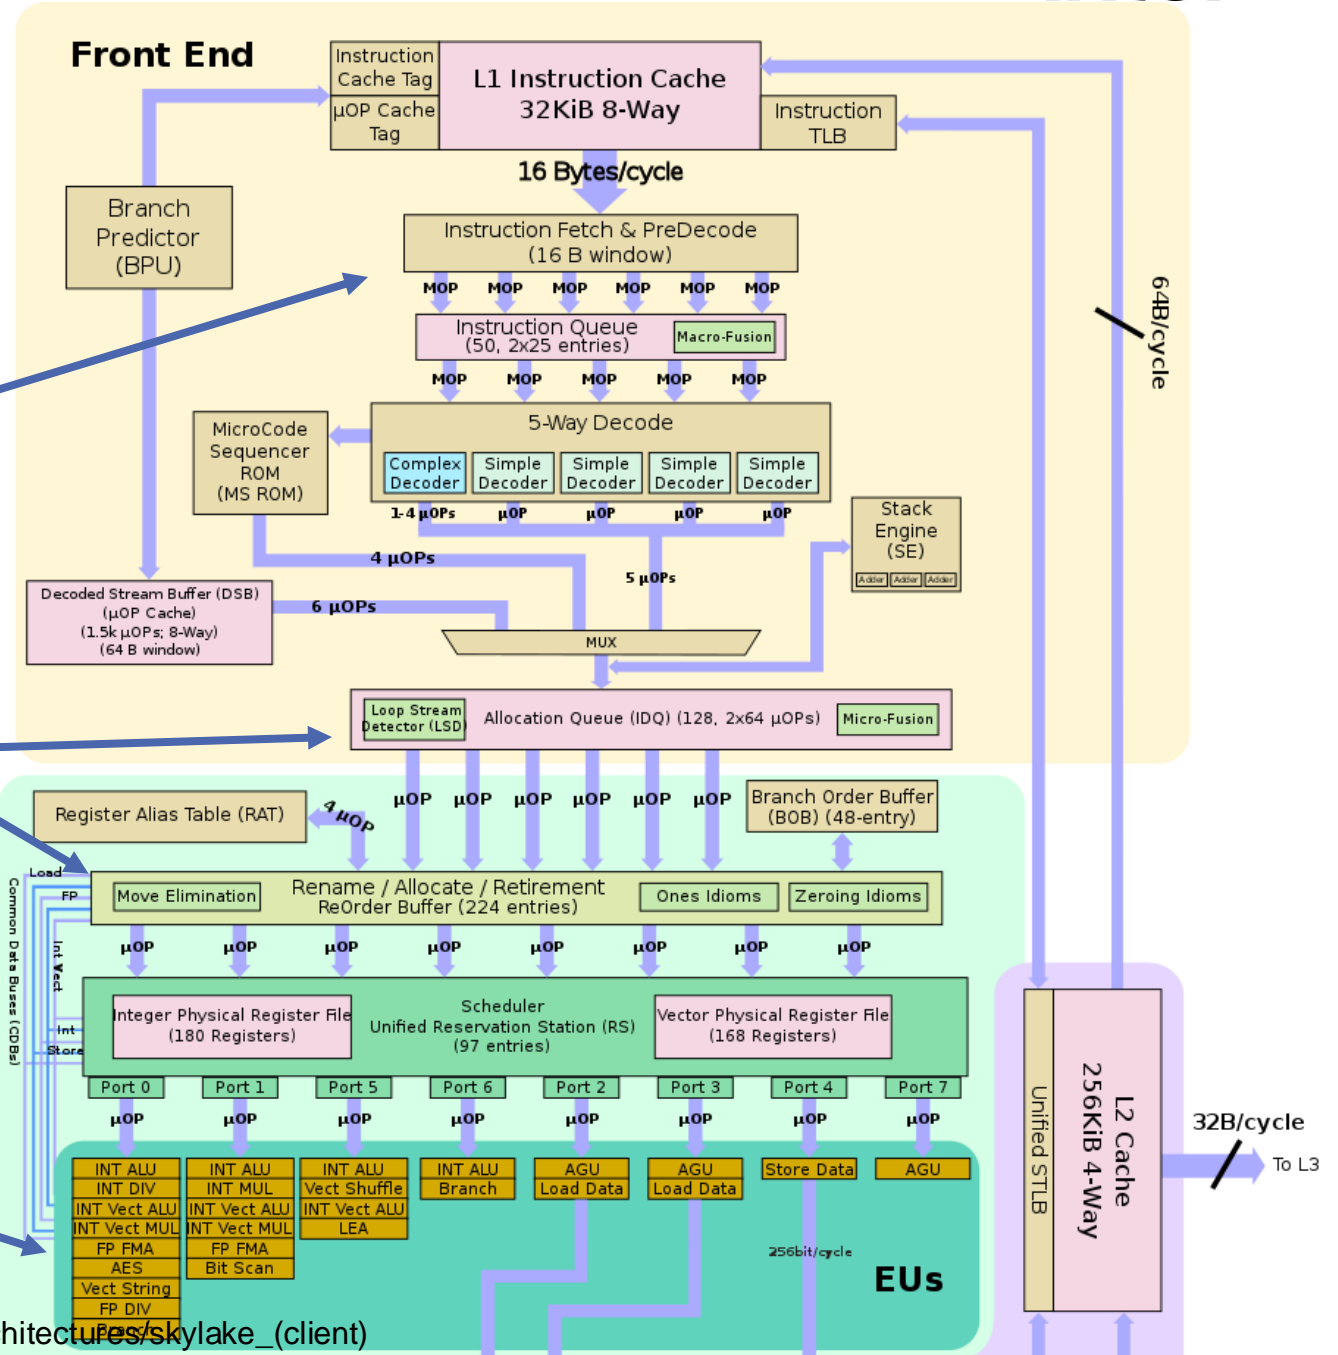 Front End
Instruction
Cache Tag
µOP Cache
Tag
L1 Instruction Cache
32KiB 8-Way
Instruction
TLB
16 Bytes/cycle
Branch
Predictor
(BPU)
Instruction Fetch & PreDecode
(16 B window)
MOP MOP MOP MOP MOP MOP
64B/cycle
Instruction Queue
(50, 2x25 entries)
Macro-Fusion
MOP MOP MOP MOP MOP
MicroCode
Sequencer
ROM
(MS ROM)
5-Way Decode
Complex
Decoder
Simple
Decoder
Simple
Decoder
Simple
Decoder
Simple
Decoder
1-4 µOPs µOP µOP µOP µOP
Stack
Engine
(SE)
Adder Adder Adder
4 µOPs
5 µOPs
Decoded Stream Buffer (DSB)
(µOP Cache)
(1.5k µOPs; 8-Way)
(64 B window)
6 µOPs
MUX
Loop Stream
Detector (LSD)
Allocation Queue (IDQ) (128, 2x64 µOPs)
Micro-Fusion
Register Alias Table (RAT)
4 µOP
µOP µOP µOP µOP µOP µOP
Branch Order Buffer
(BOB) (48-entry)
Load
FP
Common Data Buses (CDBs)
Int Vect
Int
Store
Move Elimination
Rename / Allocate / Retirement
ReOrder Buffer (224 entries)
Ones Idioms
Zeroing Idioms
µOP µOP µOP µOP µOP µOP µOP µOP
Integer Physical Register File
(180 Registers)
Scheduler
Unified Reservation Station (RS)
(97 entries)
Vector Physical Register File
(168 Registers)
Port 0 Port 1 Port 5 Port 6 Port 2 Port 3 Port 4 Port 7
µOP µOP µOP µOP µOP µOP µOP µOP
INT ALU
INT DIV
INT Vect ALU
INT Vect MUL
FP FMA
AES
Vect String
FP DIV
Branch
INT ALU
INT MUL
INT Vect ALU
INT Vect MUL
FP FMA
Bit Scan
INT ALU
Vect Shuffle
INT Vect ALU
LEA
INT ALU
Branch
AGU
Load Data
AGU
Load Data
Store Data
AGU
256bit/cycle
EUs
Unified STLB
L2 Cache
256KiB 4-Way
32B/cycle
To L3
hitectures/skylake_(client)